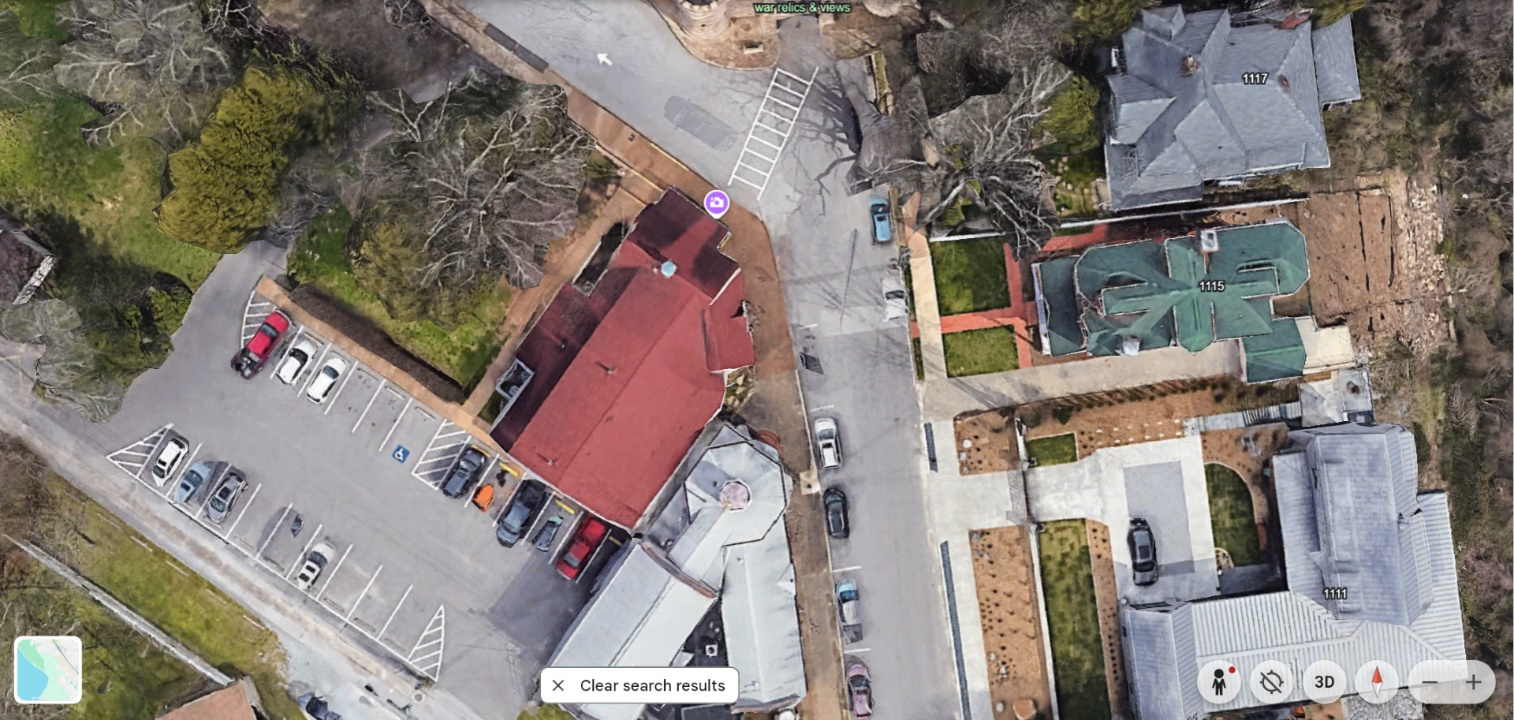 war relics & views
1117
1115
1111
Clear search results
3D